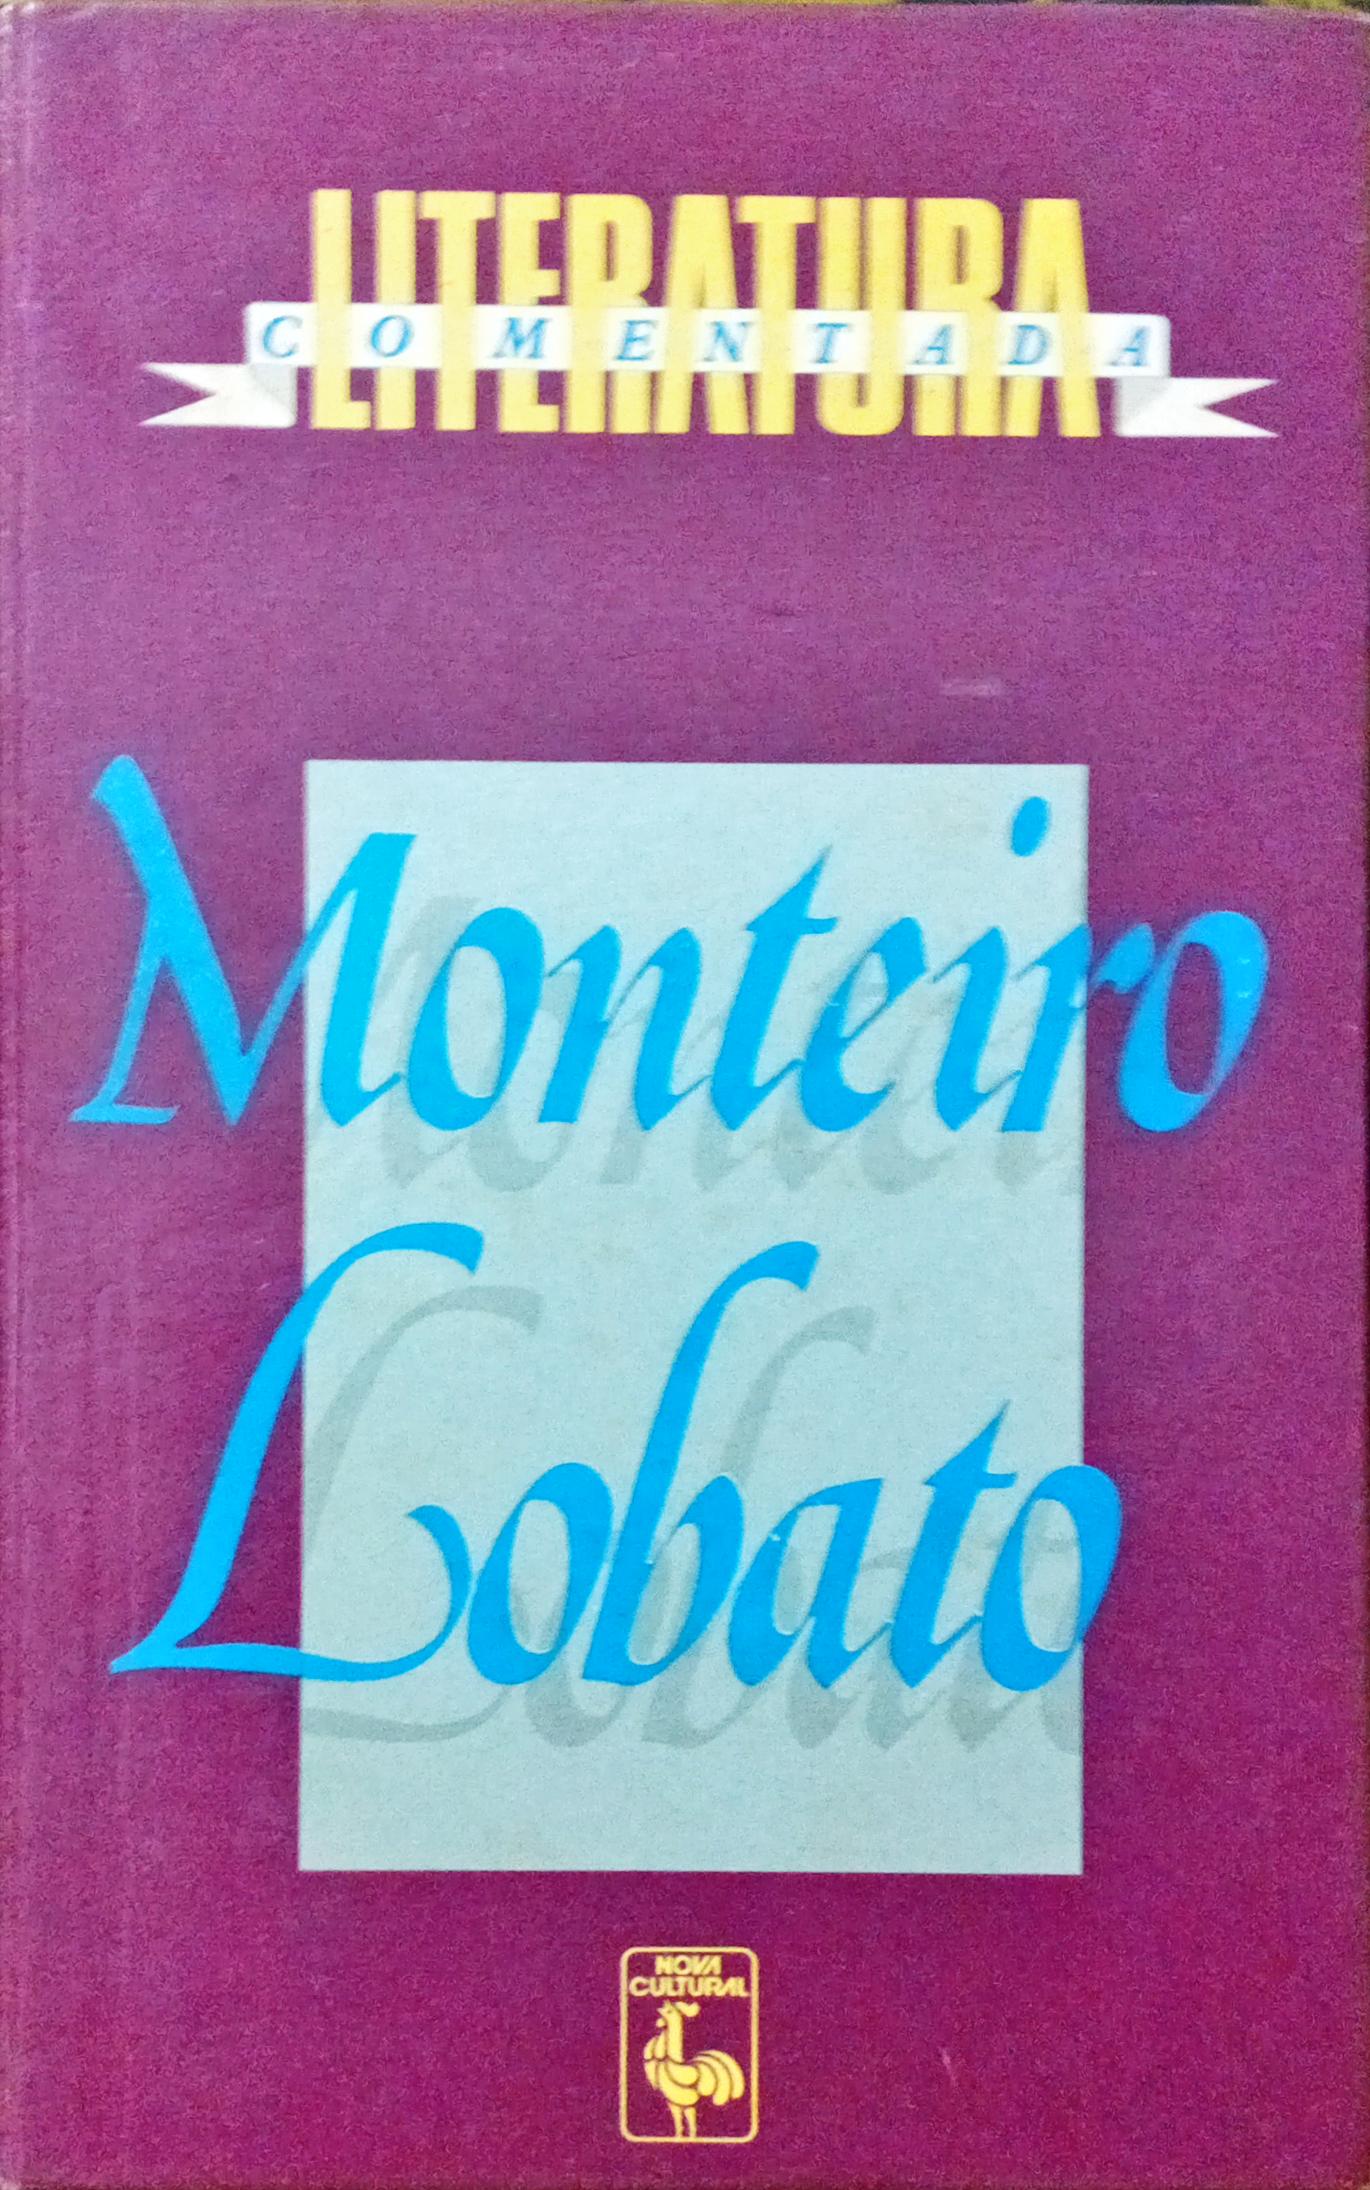 LITERATURA
COMENTADA
Monteiro
Lobato
NOVA
CULTURAL